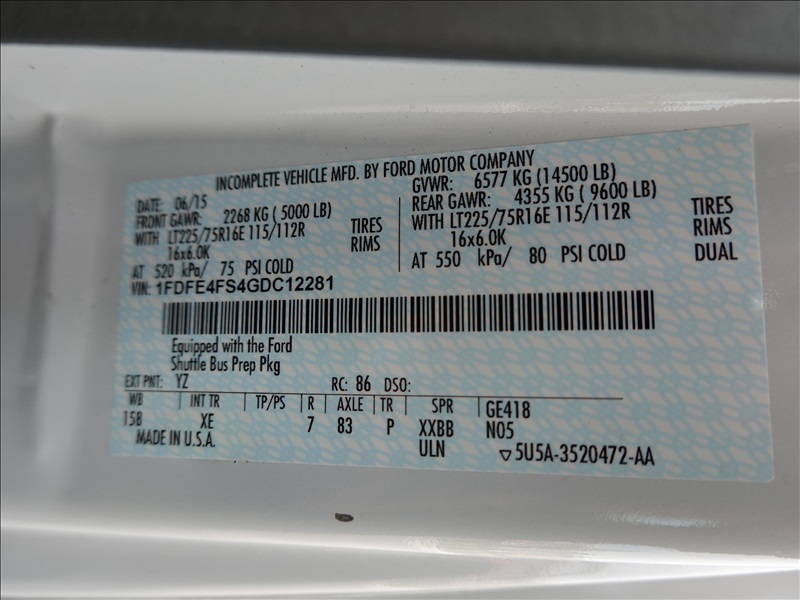 INCOMPLETE VEHICLE MFD. BY FORD MOTOR COMPANY
DATE: 06/15
GVWR: 6577 KG (14500 LB)
FRONT GAWR: 2268 KG ( 5000 LB)
REAR GAWR: 4355 KG ( 9600 LB)
WITH LT225/75R16E 115/112R TIRES
WITH LT225/75R16E 115/112R TIRES
16x6.0K RIMS
16x6.0K RIMS
AT 520 kPa/ 75 PSI COLD
AT 550 kPa/ 80 PSI COLD DUAL
VIN: 1FDFE4FS4GDC12281
Equipped with the Ford
Shuttle Bus Prep Pkg
EXT PNT: YZ RC: 86 DSO:
WB INT TR TP/PS R AXLE TR SPR GE418
158 XE 7 83 P XXBB N05
MADE IN U.S.A. ULN ▽5U5A-3520472-AA